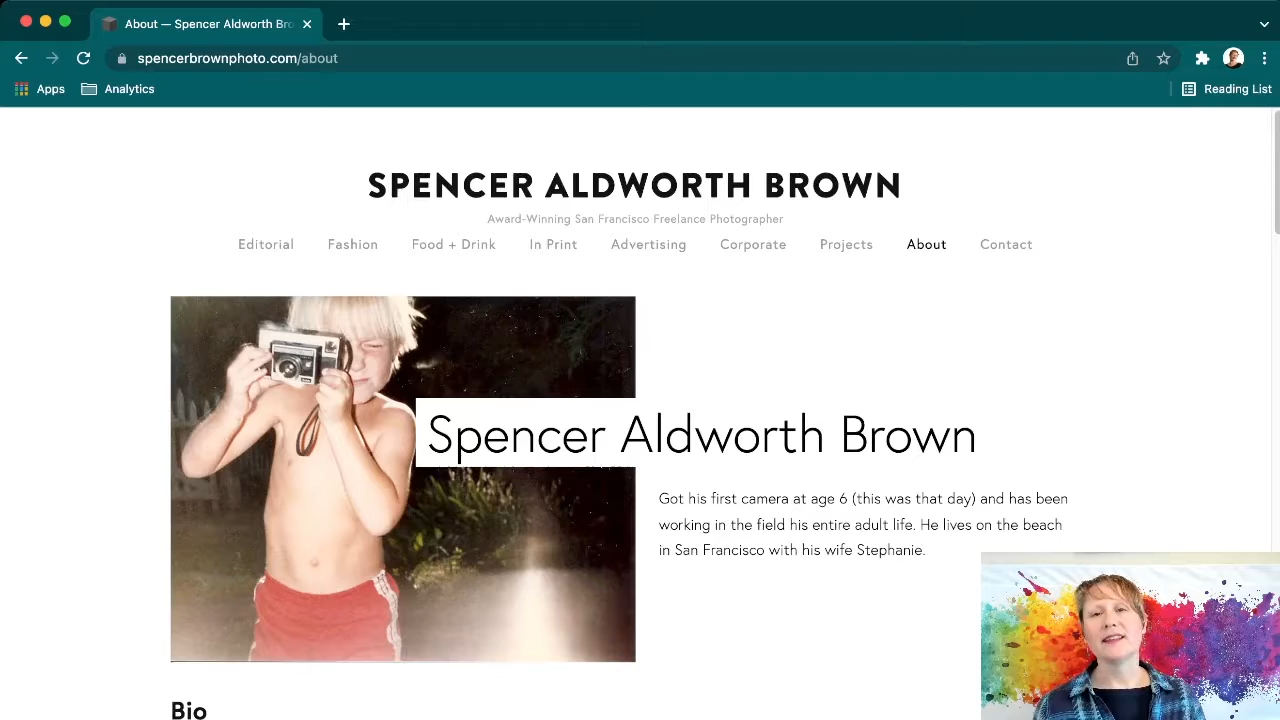 About — Spencer Aldworth Bro
spencerbrownphoto.com/about
Apps
Analytics
Reading List
SPENCER ALDWORTH BROWN
Award-Winning San Francisco Freelance Photographer
Editorial Fashion Food + Drink In Print Advertising Corporate Projects About Contact
Spencer Aldworth Brown
Got his first camera at age 6 (this was that day) and has been
working in the field his entire adult life. He lives on the beach
in San Francisco with his wife Stephanie.
Bio